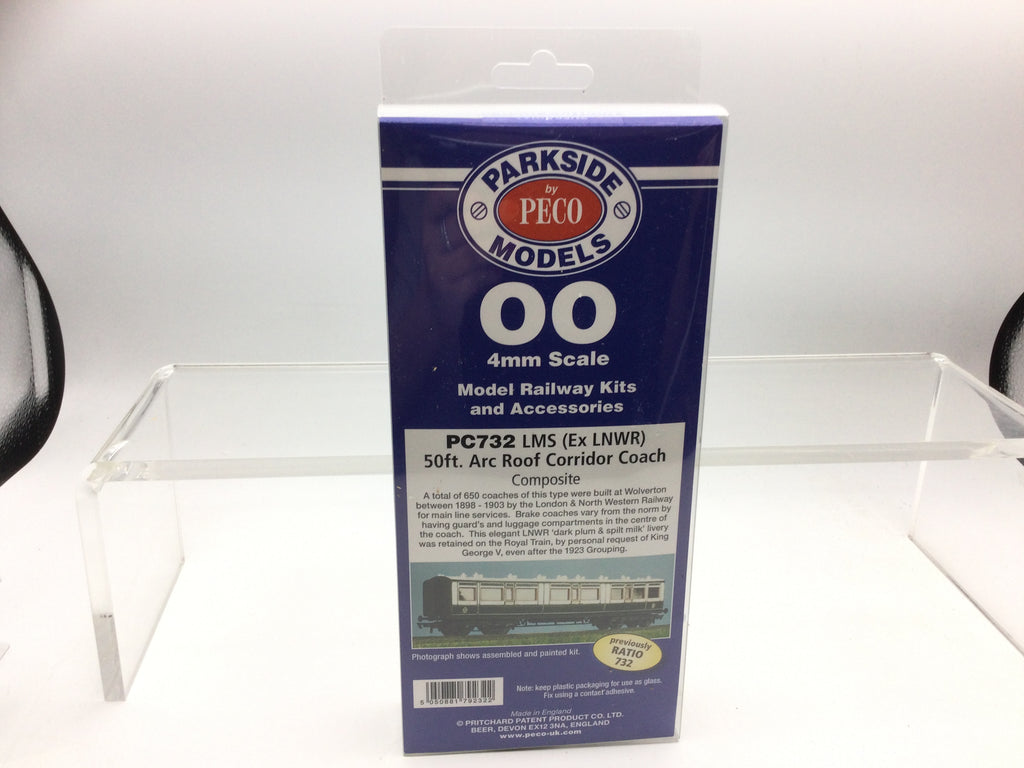 PARKSIDE
by
PECO
MODELS
OO
4mm Scale
Model Railway Kits
and Accessories
PC732 LMS (Ex LNWR)
50ft. Arc Roof Corridor Coach
Composite
A total of 650 coaches of this type were built at Wolverton
between 1898 - 1903 by the London & North Western Railway
for main line services. Brake coaches vary from the norm by
having guard's and luggage compartments in the centre of
the coach. This elegant LNWR 'dark plum & spilt milk' livery
was retained on the Royal Train, by personal request of King
George V, even after the 1923 Grouping.
Photograph shows assembled and painted kit.
previously
RATIO
732
5 050881 792322
Note: keep plastic packaging for use as glass.
Fix using a contact adhesive.
Made in England
© PRITCHARD PATENT PRODUCT CO. LTD.
BEER, DEVON EX12 3NA, ENGLAND
www.peco-uk.com